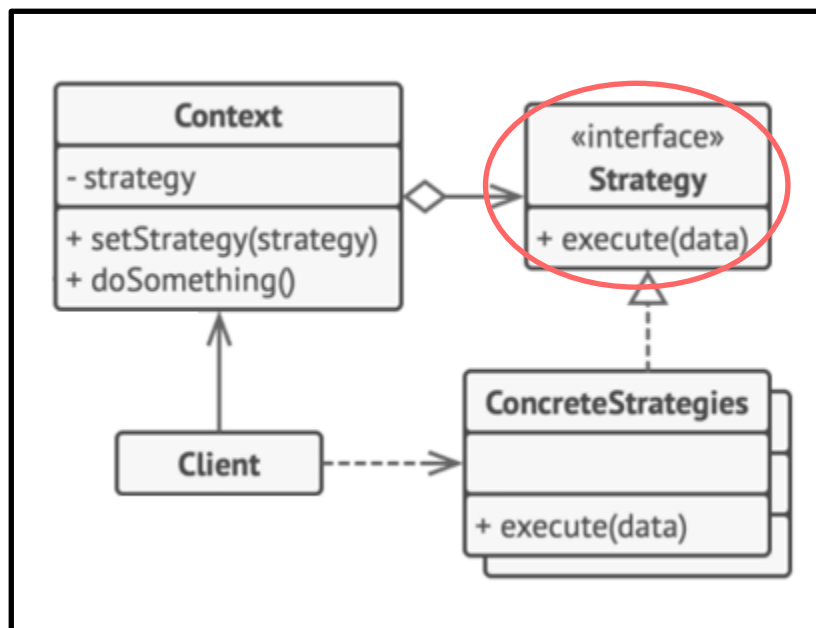 Context
- strategy
+ setStrategy(strategy)
+ doSomething()
«interface»
Strategy
+ execute(data)
Client
ConcreteStrategies
+ execute(data)